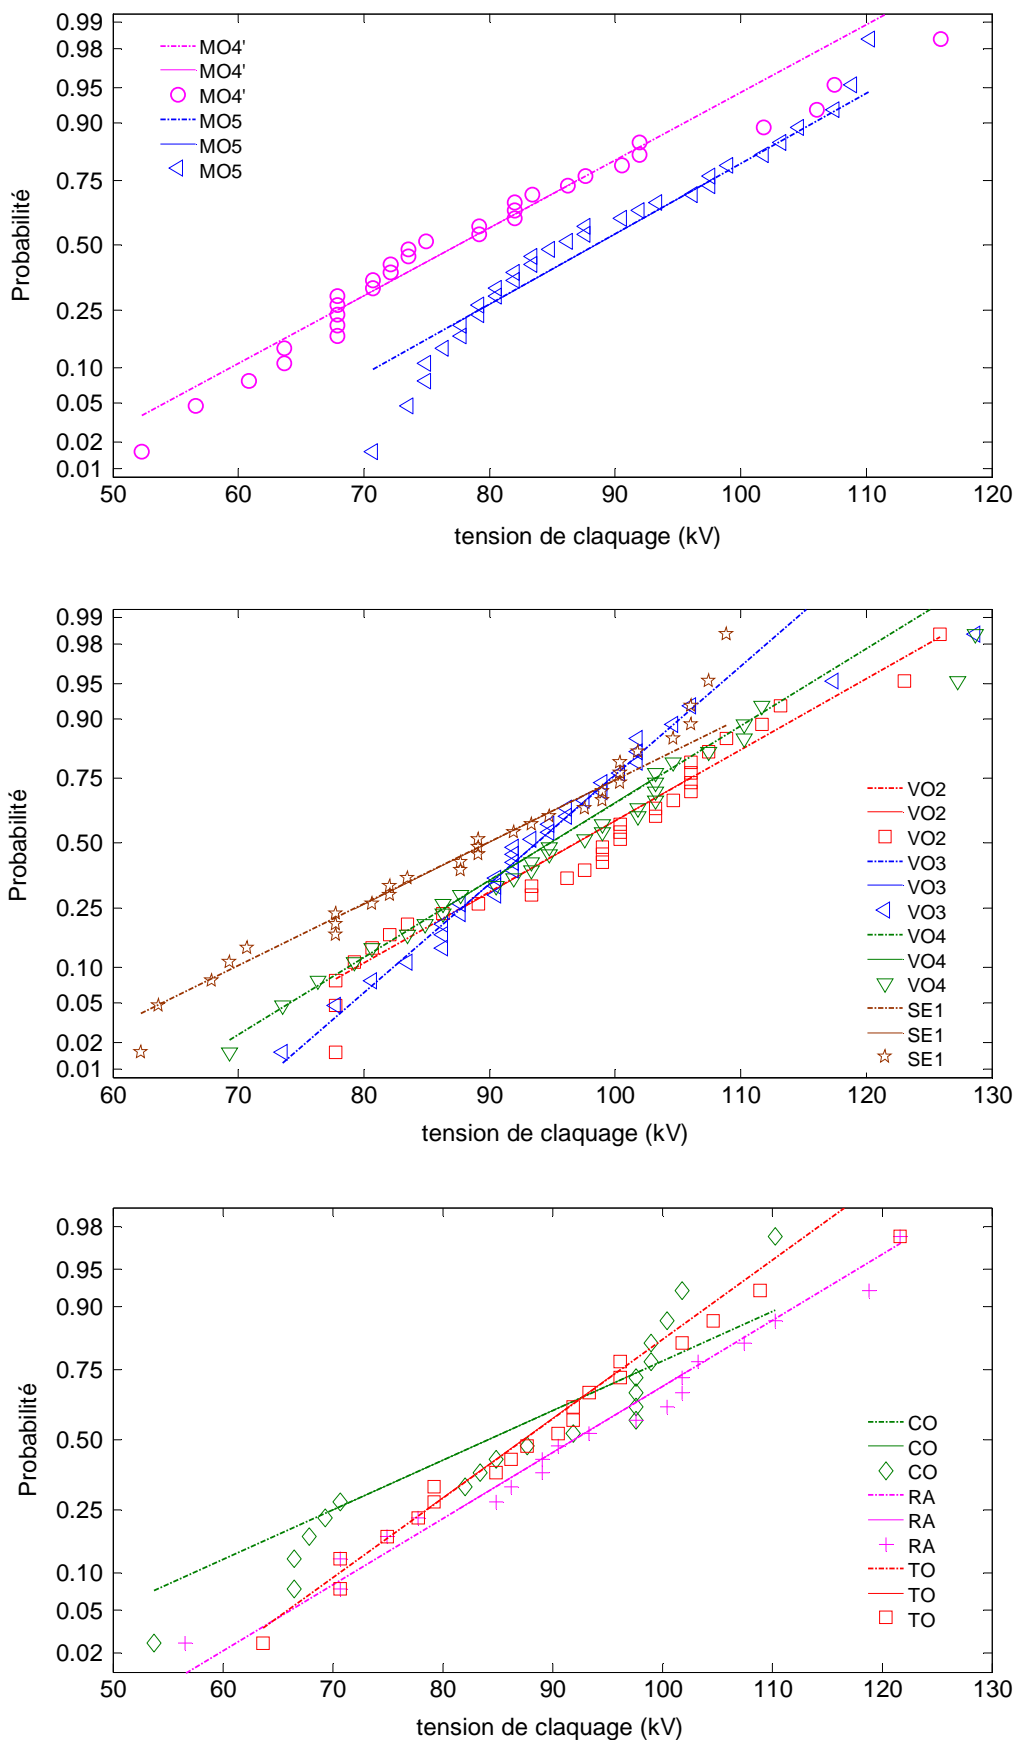 0.99
0.98
0.95
0.90
0.75
0.50
0.25
0.10
0.05
0.02
0.01
Probabilité
MO4'
MO4'
MO4'
MO5
MO5
MO5
50 60 70 80 90 100 110 120
tension de claquage (kV)
0.99
0.98
0.95
0.90
0.75
0.50
0.25
0.10
0.05
0.02
0.01
Probabilité
VO2
VO2
VO2
VO3
VO3
VO3
VO4
VO4
VO4
SE1
SE1
SE1
60 70 80 90 100 110 120 130
tension de claquage (kV)
0.98
0.95
0.90
0.75
0.50
0.25
0.10
0.05
0.02
Probabilité
CO
CO
CO
RA
RA
RA
TO
TO
TO
50 60 70 80 90 100 110 120 130
tension de claquage (kV)